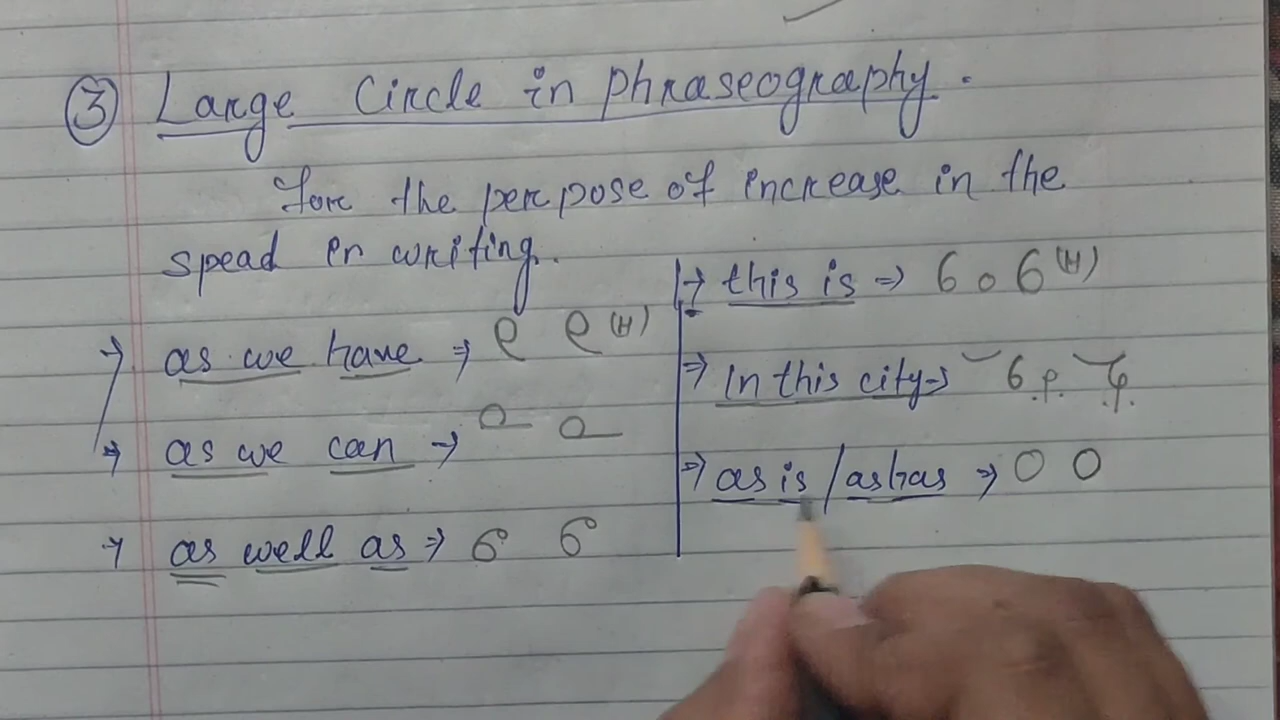 ③ Large Circle in phraseography.
Fore the perpose of increase in the
spead in writing.
→ as we have ⇒ (H)
→ as we can →
→ as well as ⇒
→ this is ⇒ (H)
⇒ In this city ⇒
⇒ as is / as has ⇒